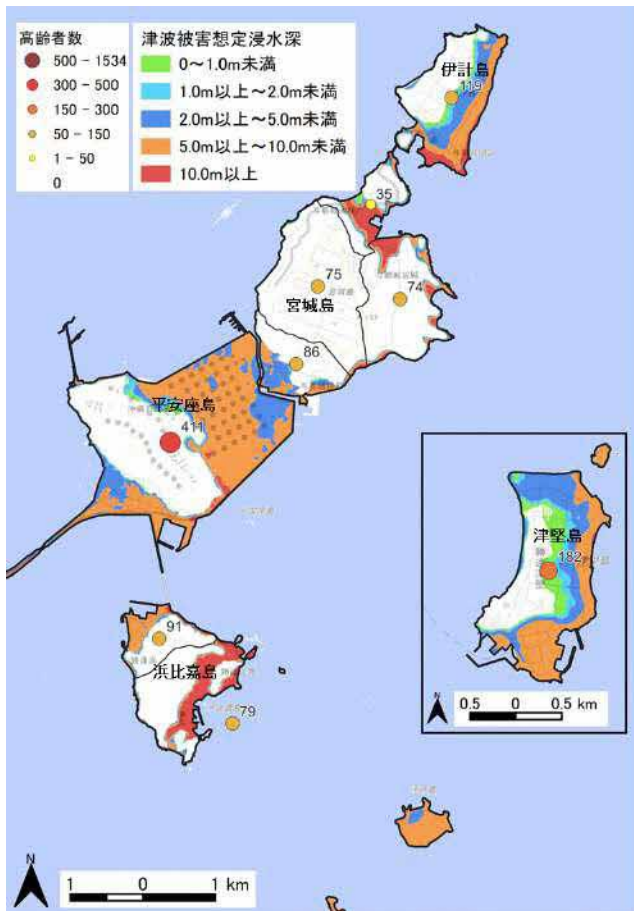 高齢者数
500 - 1534
300 - 500
150 - 300
50 - 150
1 - 50
0
津波被害想定浸水深
0～1.0m未満
1.0m以上～2.0m未満
2.0m以上～5.0m未満
5.0m以上～10.0m未満
10.0m以上
伊計島
119
35
75
74
宮城島
86
平安座島
411
津堅島
182
N
0.5 0 0.5 km
91
浜比嘉島
79
N
1 0 1 km